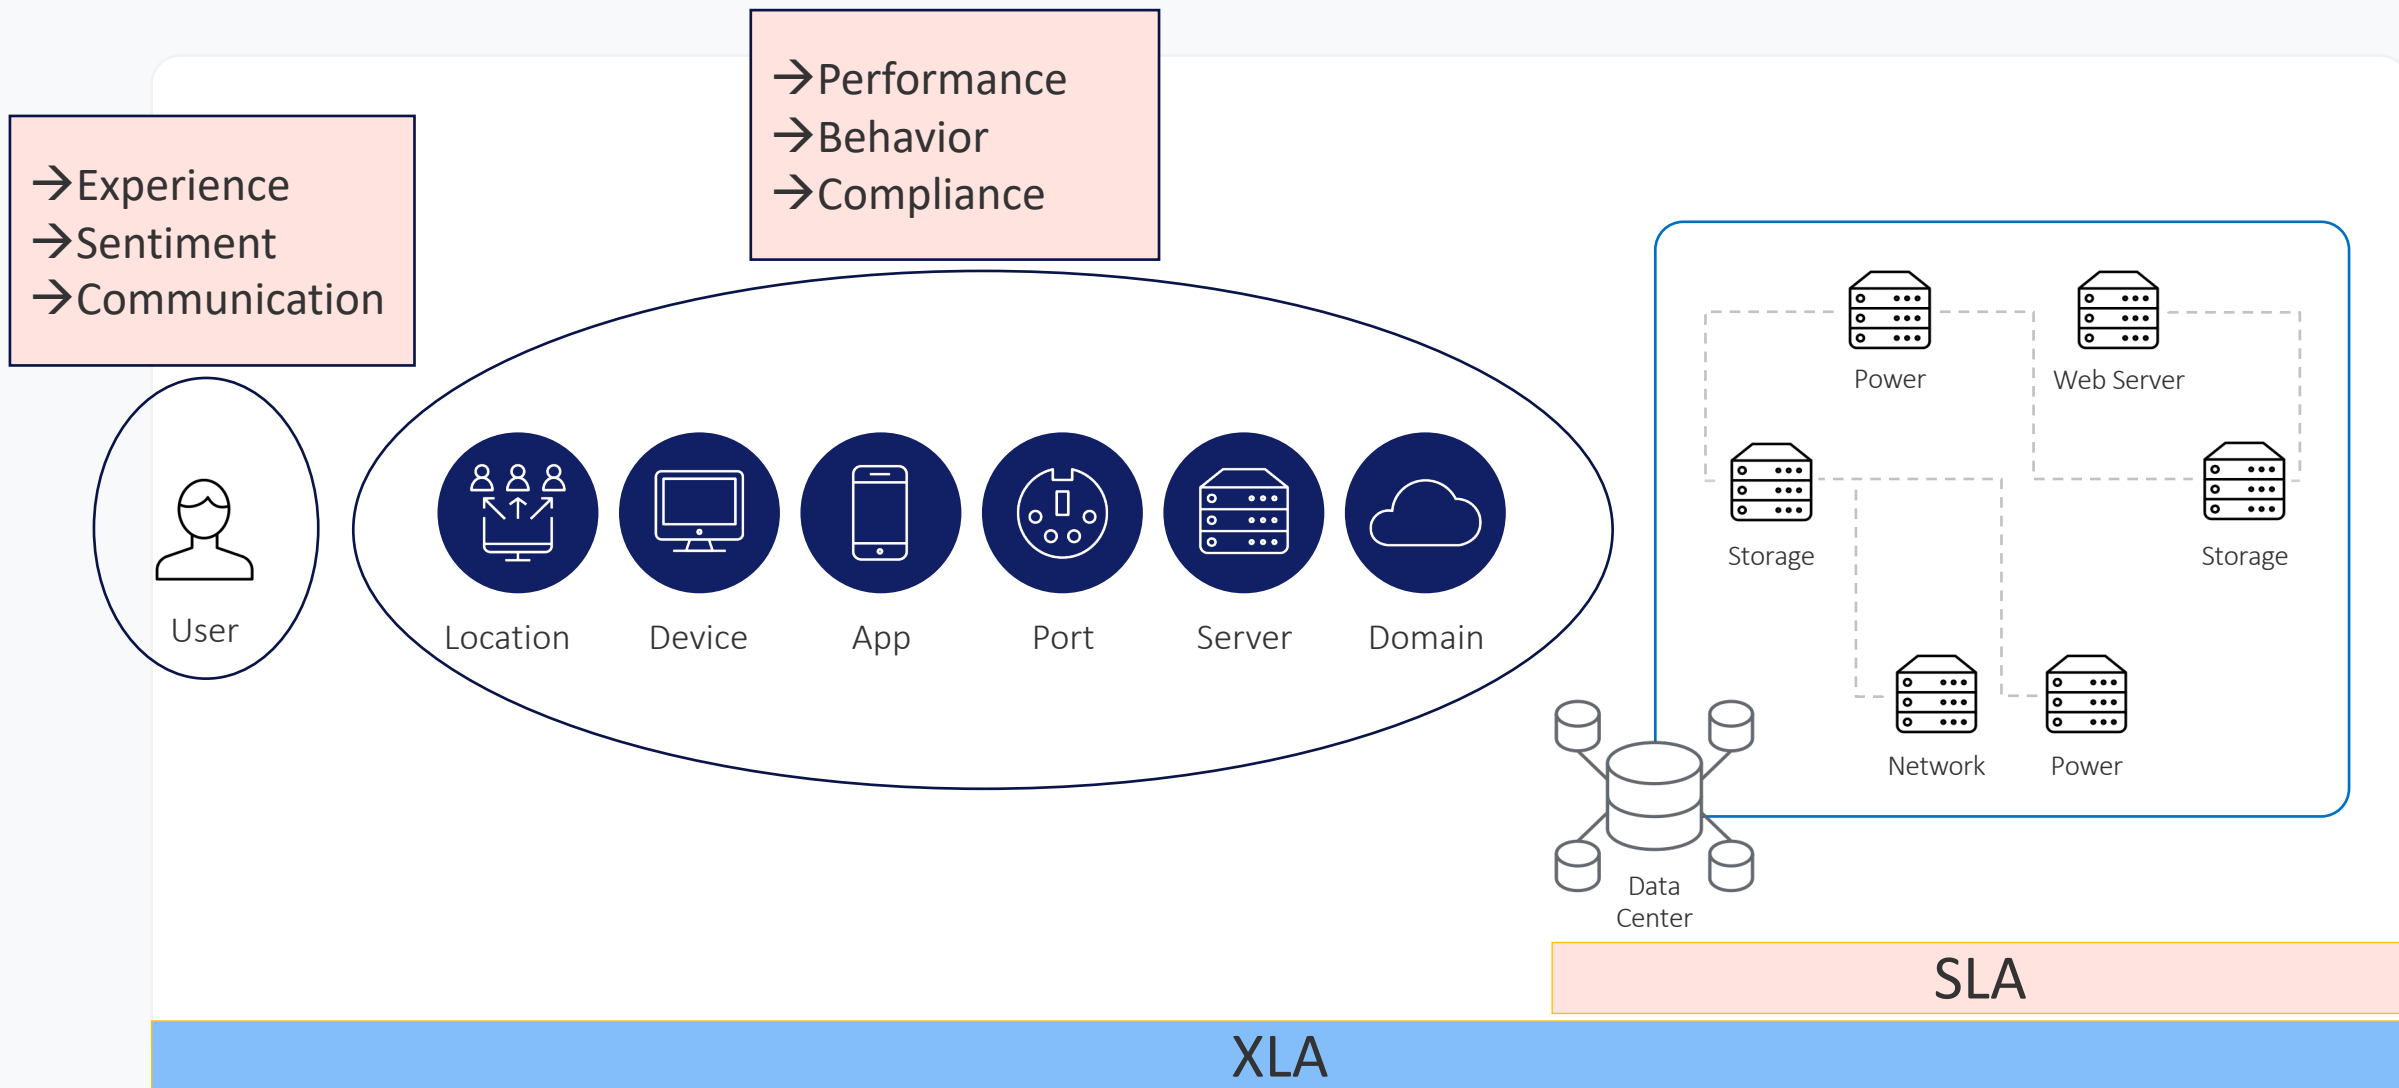 →Performance
→Behavior
→Compliance
→Experience
→Sentiment
→Communication
Power
Web Server
Storage
Storage
User
Location
Device
App
Port
Server
Domain
Network
Power
Data
Center
SLA
XLA